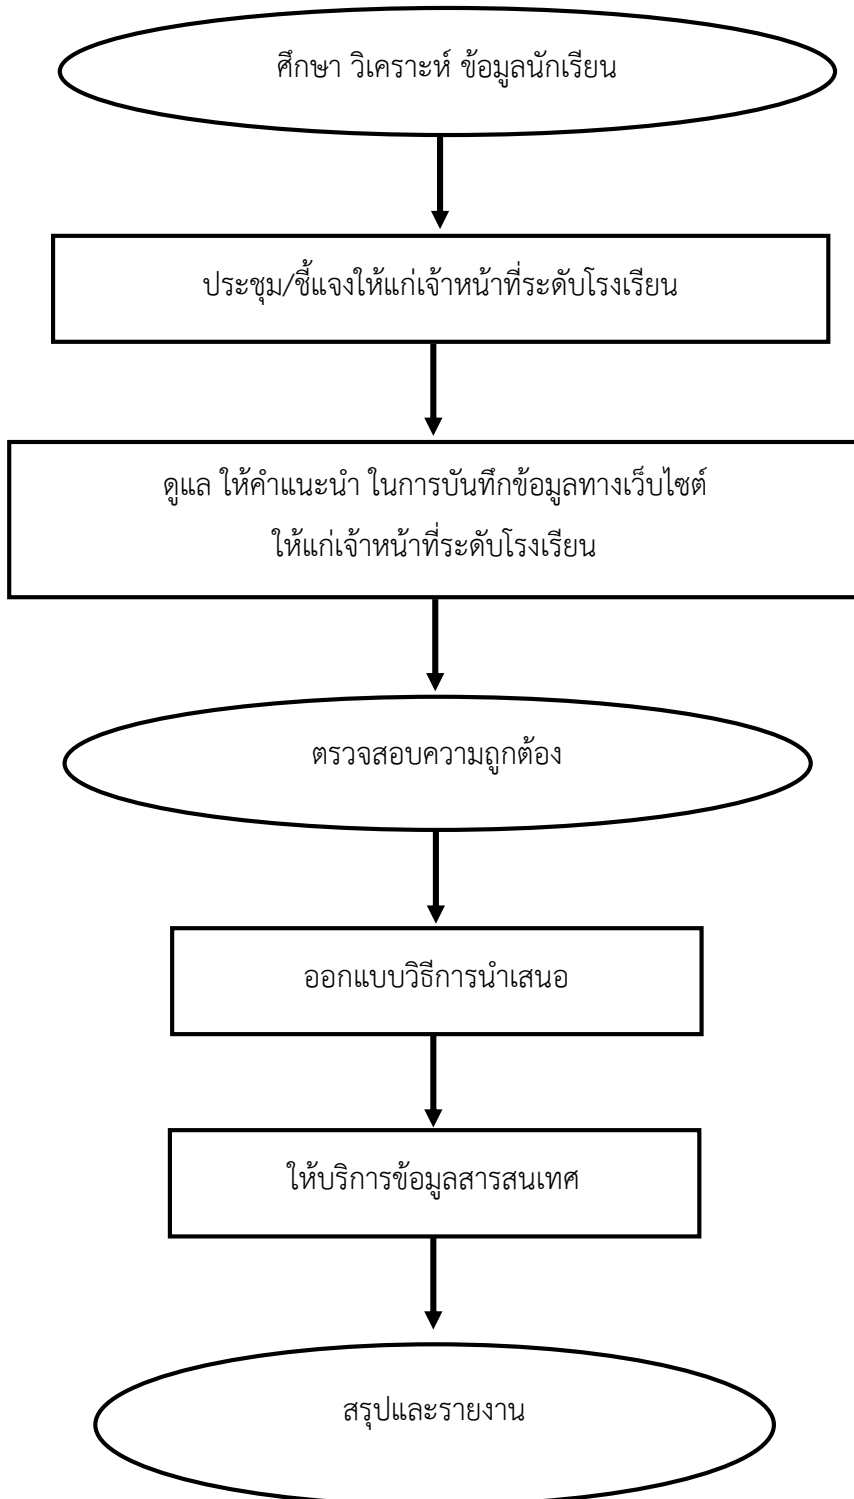 ศึกษา วิเคราะห์ ข้อมูลนักเรียน
ประชุม/ชี้แจงให้แก่เจ้าหน้าที่ระดับโรงเรียน
ดูแล ให้คำแนะนำ ในการบันทึกข้อมูลทางเว็บไซต์
ให้แก่เจ้าหน้าที่ระดับโรงเรียน
ตรวจสอบความถูกต้อง
ออกแบบวิธีการนำเสนอ
ให้บริการข้อมูลสารสนเทศ
สรุปและรายงาน